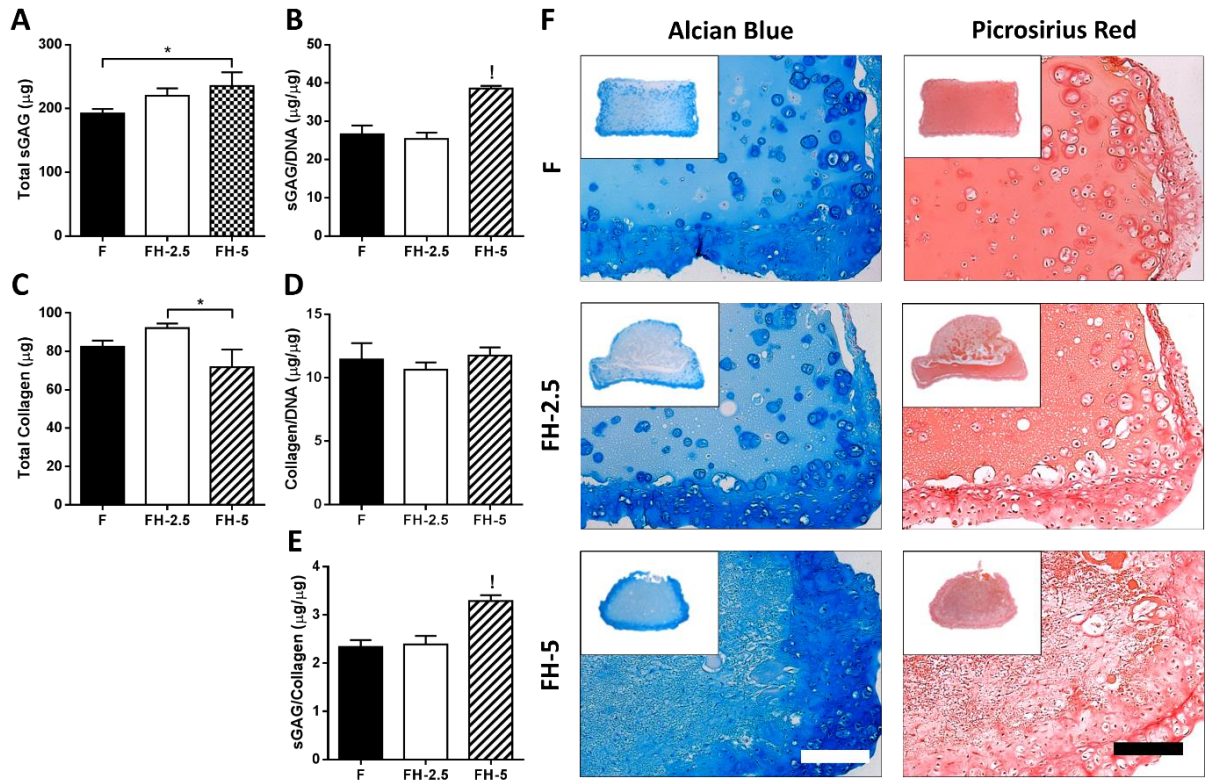 A
Total sGAG (µg)
300
200
100
0
*
F FH-2.5 FH-5
B
sGAG/DNA (µg/µg)
50
40
30
20
10
0
!
F FH-2.5 FH-5
C
Total Collagen (µg)
100
80
60
40
20
0
*
F FH-2.5 FH-5
D
Collagen/DNA (µg/µg)
15
10
5
0
F FH-2.5 FH-5
E
sGAG/Collagen (µg/µg)
4
3
2
1
0
!
F FH-2.5 FH-5
F
Alcian Blue Picrosirius Red
F
FH-2.5
FH-5